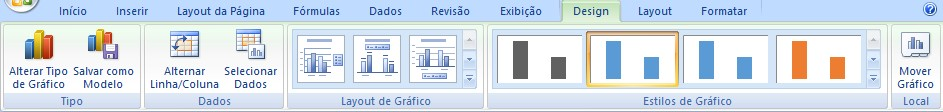 Início Inserir Layout da Página Fórmulas Dados Revisão Exibição Design Layout Formatar
Alterar Tipo de Gráfico
Salvar como Modelo
Alternar Linha/Coluna
Selecionar Dados
Mover Gráfico
Tipo Dados Layout de Gráfico Estilos de Gráfico Local